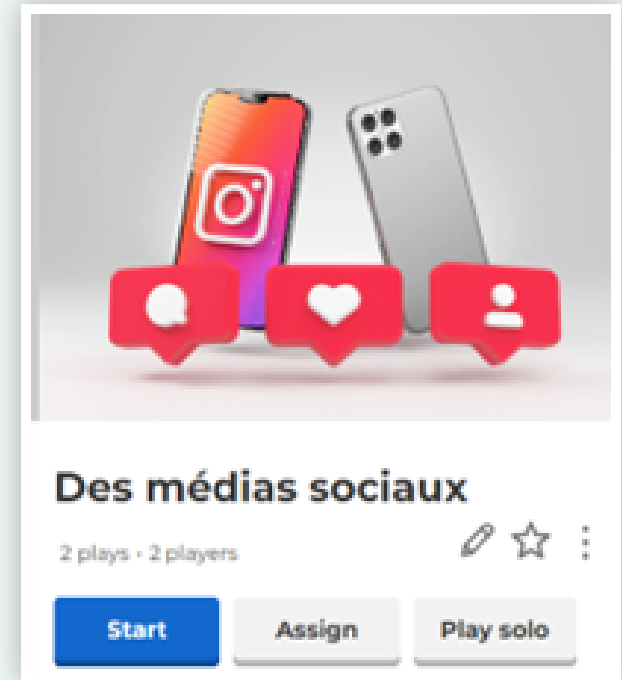 Des médias sociaux
2 plays · 2 players
Start
Assign
Play solo